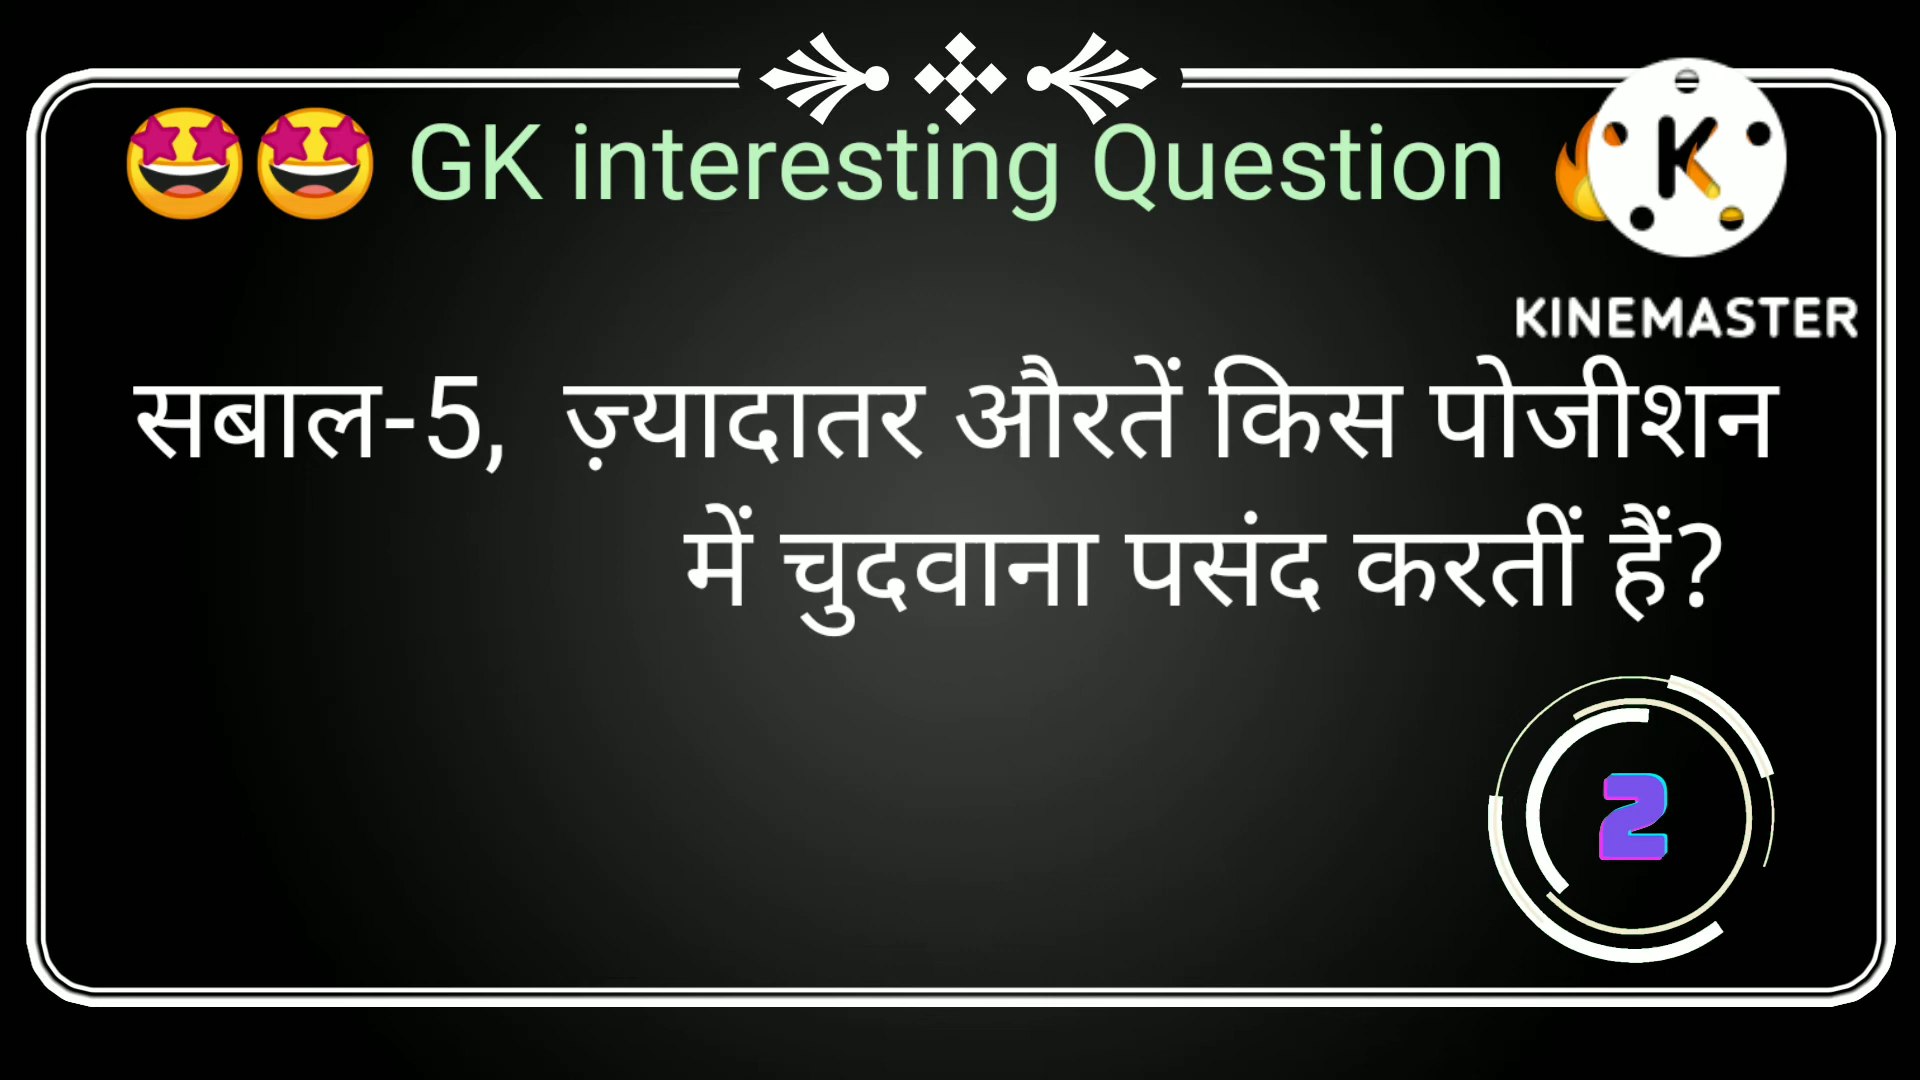 🤩🤩 GK interesting Question 🔥
KINEMASTER
सबाल-5, ज़्यादातर औरतें किस पोजीशन
में चुदवाना पसंद करतीं हैं?
2